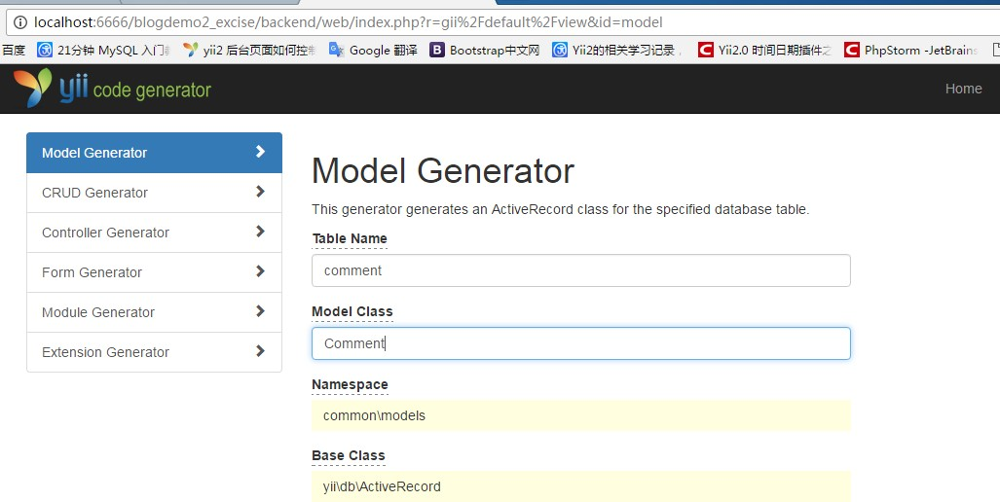 localhost:6666/blogdemo2_excise/backend/web/index.php?r=gii%2Fdefault%2Fview&id=model
百度 21分钟 MySQL 入门 yii2 后台页面如何控制 Google 翻译 Bootstrap中文网 Yii2的相关学习记录， Yii2.0 时间日期插件之 PhpStorm -JetBrains
yii code generator
Home
Model Generator
CRUD Generator
Controller Generator
Form Generator
Module Generator
Extension Generator
Model Generator
This generator generates an ActiveRecord class for the specified database table.
Table Name
comment
Model Class
Comment
Namespace
common\models
Base Class
yii\db\ActiveRecord